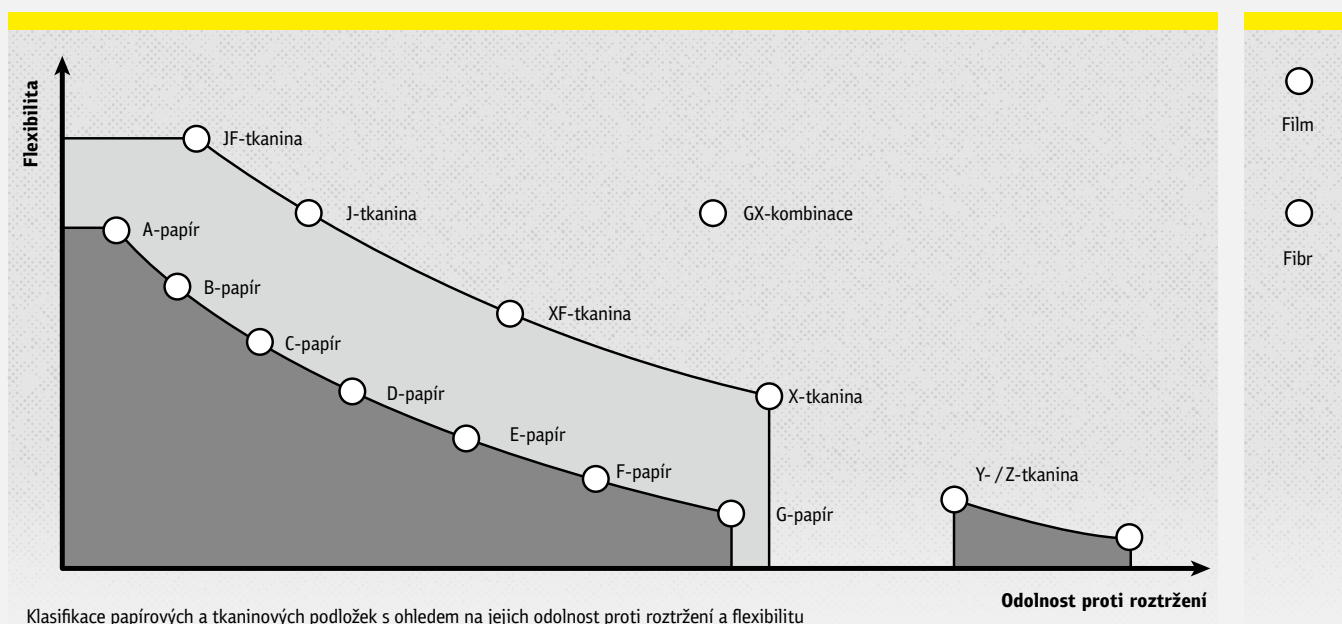 Flexibilita
JF-tkanina
J-tkanina
GX-kombinace
A-papír
B-papír
XF-tkanina
C-papír
D-papír
X-tkanina
E-papír
F-papír
Y- / Z-tkanina
G-papír
Odolnost proti roztržení
Klasifikace papírových a tkaninových podložek s ohledem na jejich odolnost proti roztržení a flexibilitu
Film
Fibr